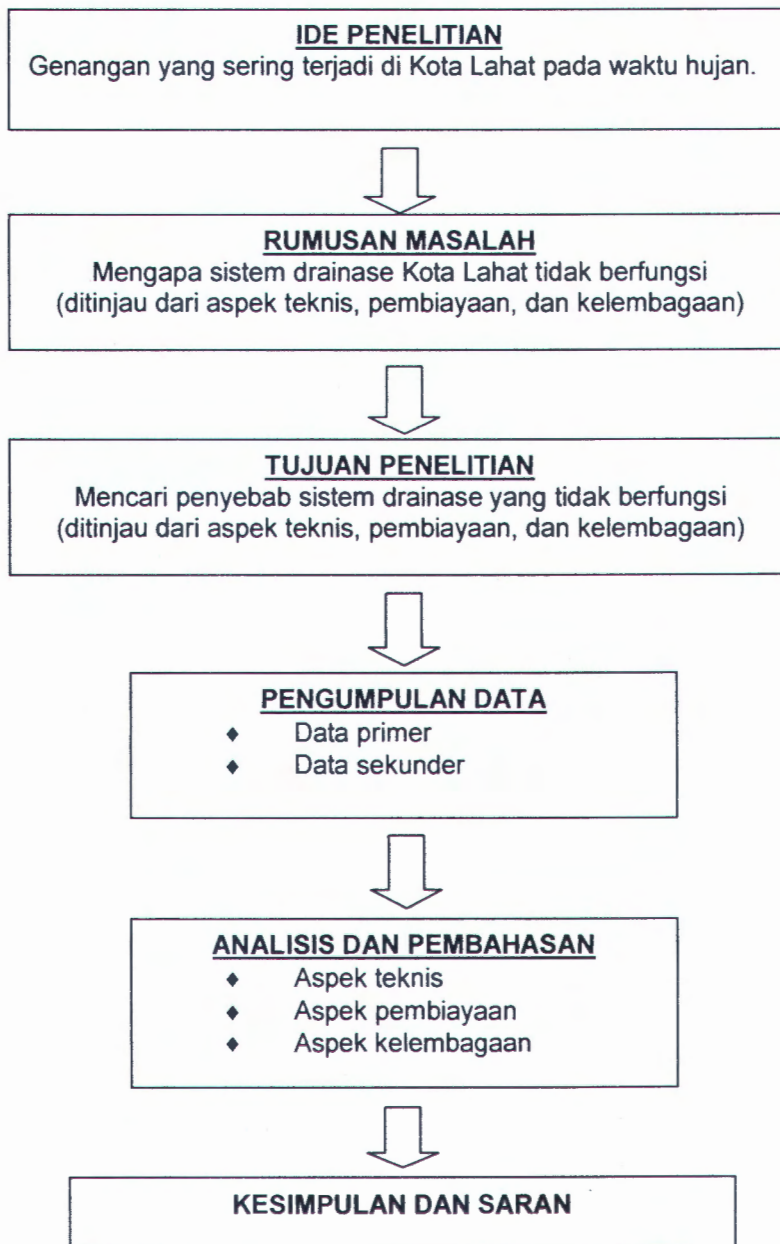 IDE PENELITIAN
Genangan yang sering terjadi di Kota Lahat pada waktu hujan.
RUMUSAN MASALAH
Mengapa sistem drainase Kota Lahat tidak berfungsi
(ditinjau dari aspek teknis, pembiayaan, dan kelembagaan)
TUJUAN PENELITIAN
Mencari penyebab sistem drainase yang tidak berfungsi
(ditinjau dari aspek teknis, pembiayaan, dan kelembagaan)
PENGUMPULAN DATA
♦ Data primer
♦ Data sekunder
ANALISIS DAN PEMBAHASAN
♦ Aspek teknis
♦ Aspek pembiayaan
♦ Aspek kelembagaan
KESIMPULAN DAN SARAN